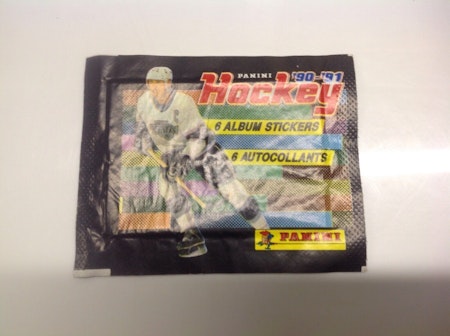 PANINI '90-'91
Hockey
6 ALBUM STICKERS
6 AUTOCOLLANTS
PANINI